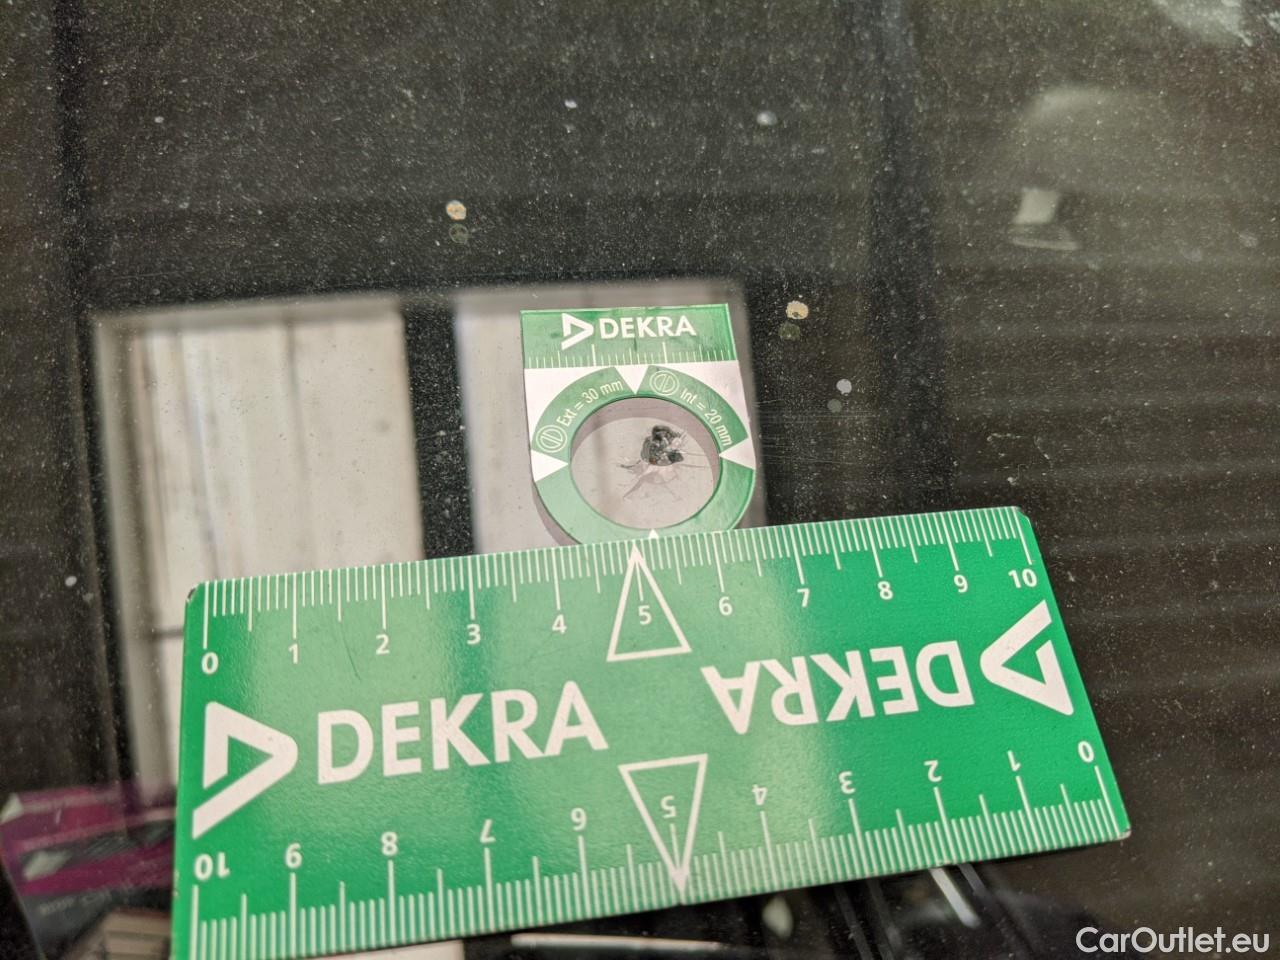 DEKRA
Ext = 30 mm
Int = 20 mm
0 1 2 3 4 5 6 7 8 9 10
DEKRA
DEKRA
10 9 8 7 6 5 4 3 2 1 0
CarOutlet.eu